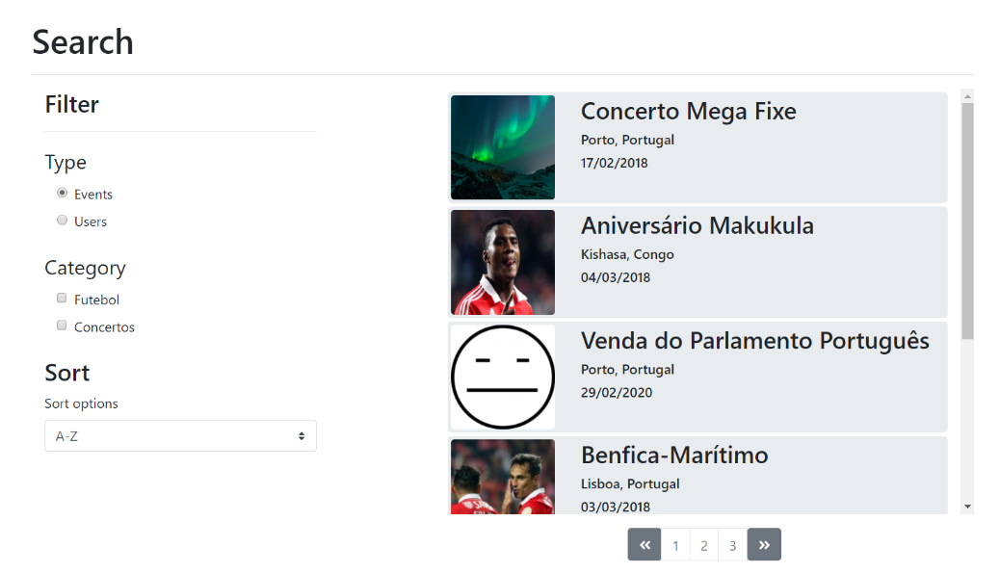 Search
Filter
Type
Events
Users
Category
Futebol
Concertos
Sort
Sort options
A-Z
Concerto Mega Fixe
Porto, Portugal
17/02/2018
Aniversário Makukula
Kishasa, Congo
04/03/2018
Venda do Parlamento Português
Porto, Portugal
29/02/2020
Benfica-Marítimo
Lisboa, Portugal
03/03/2018
« 1 2 3 »